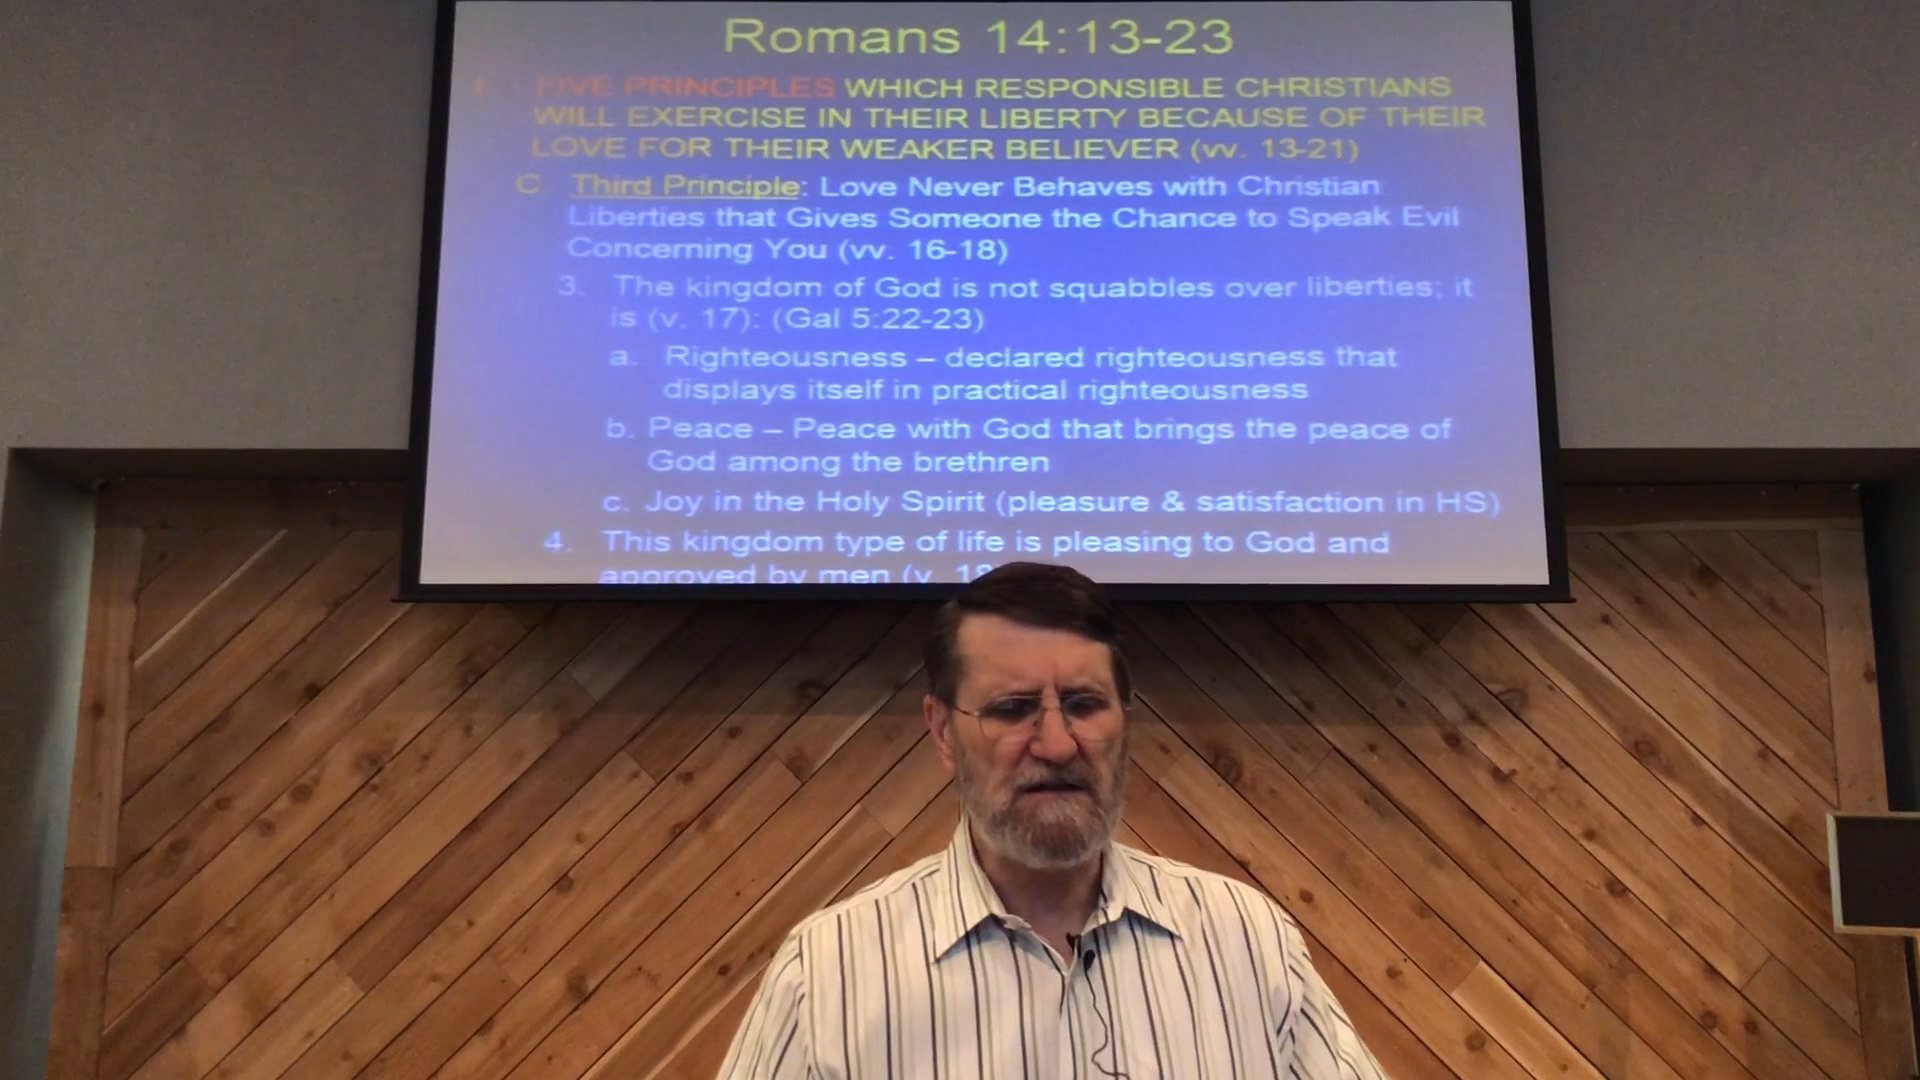 Romans 14:13-23
I. FIVE PRINCIPLES WHICH RESPONSIBLE CHRISTIANS
WILL EXERCISE IN THEIR LIBERTY BECAUSE OF THEIR
LOVE FOR THEIR WEAKER BELIEVER (vv. 13-21)
C. Third Principle: Love Never Behaves with Christian
Liberties that Gives Someone the Chance to Speak Evil
Concerning You (vv. 16-18)
3. The kingdom of God is not squabbles over liberties; it
is (v. 17): (Gal 5:22-23)
a. Righteousness – declared righteousness that
displays itself in practical righteousness
b. Peace – Peace with God that brings the peace of
God among the brethren
c. Joy in the Holy Spirit (pleasure & satisfaction in HS)
4. This kingdom type of life is pleasing to God and
approved by men (v. 18